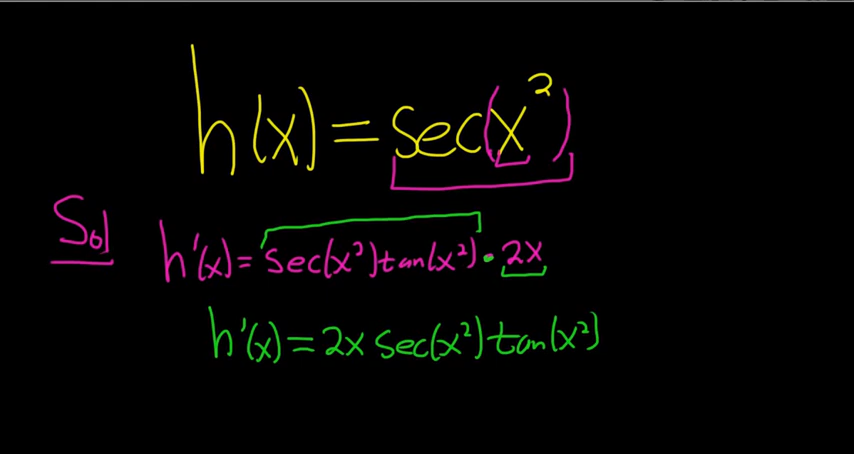 h(x) = sec(x²)
Sol
h'(x) = sec(x²)tan(x²) · 2x
h'(x) = 2x sec(x²) tan(x²)